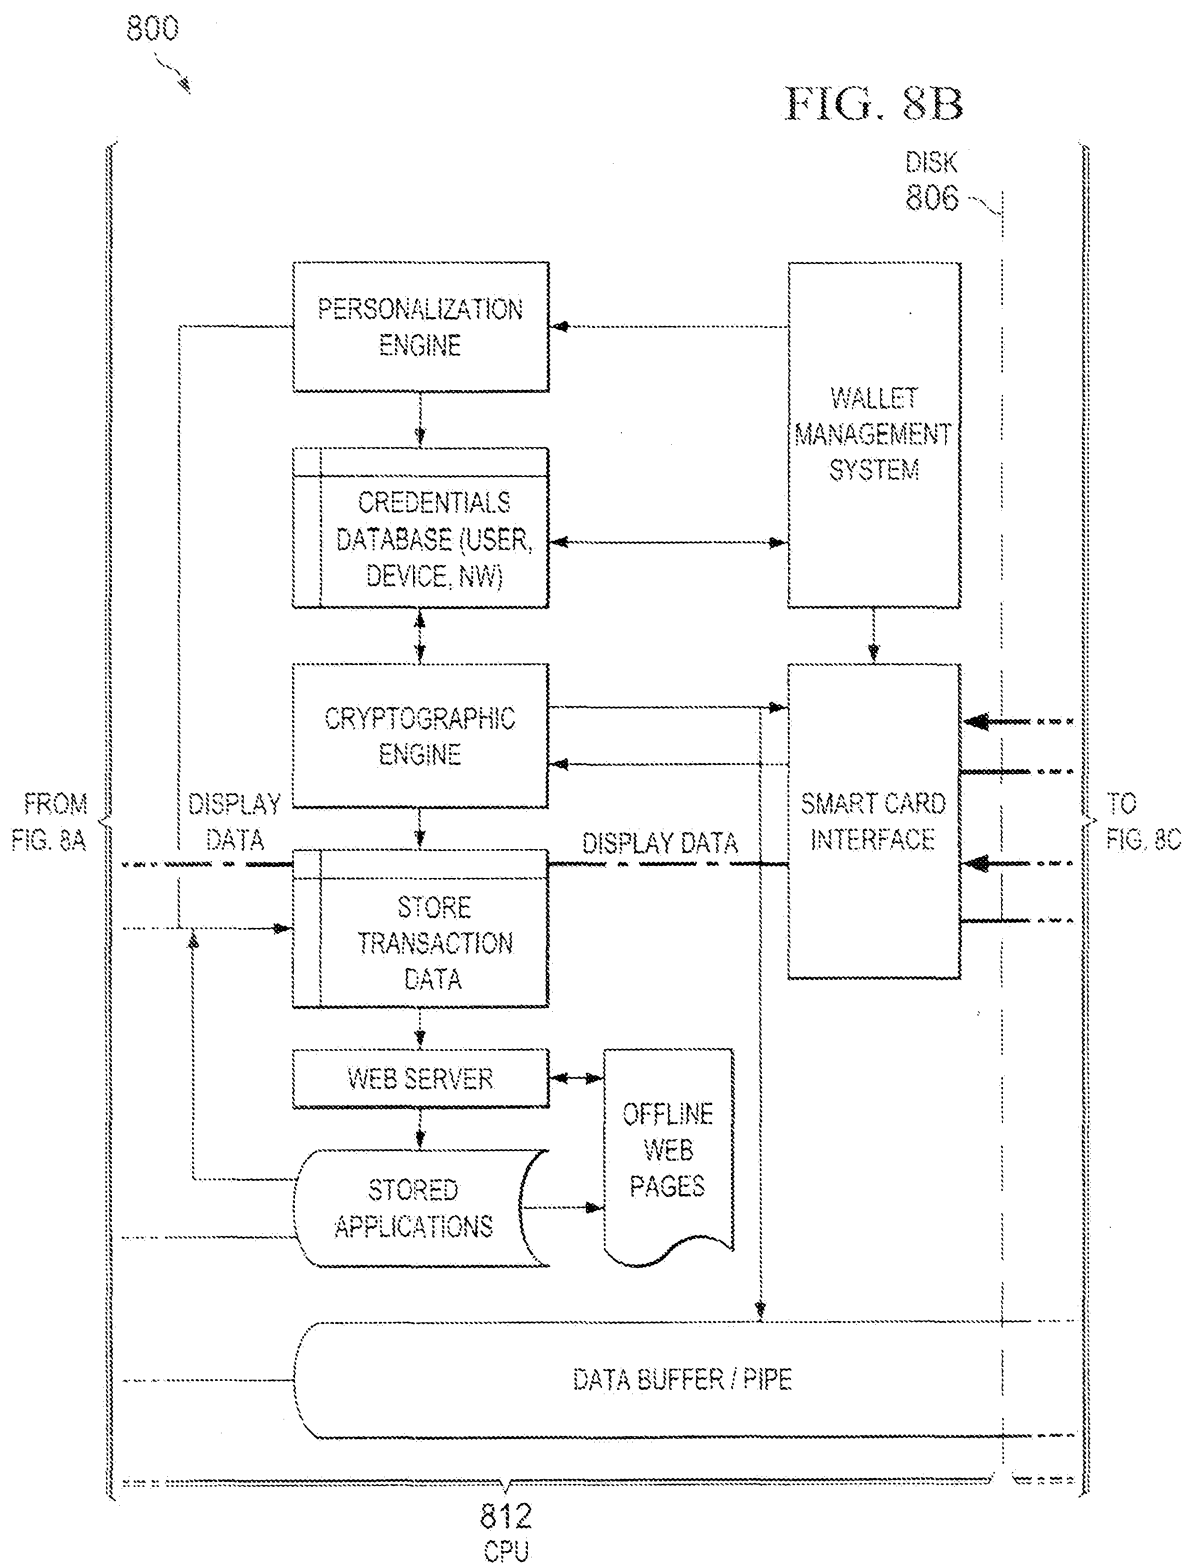 800
FIG. 8B
DISK
806
PERSONALIZATION
ENGINE
WALLET
MANAGEMENT
SYSTEM
CREDENTIALS
DATABASE (USER,
DEVICE, NW)
CRYPTOGRAPHIC
ENGINE
FROM
FIG. 8A
DISPLAY
DATA
DISPLAY DATA
SMART CARD
INTERFACE
TO
FIG. 8C
STORE
TRANSACTION
DATA
WEB SERVER
OFFLINE
WEB
PAGES
STORED
APPLICATIONS
DATA BUFFER / PIPE
812
CPU